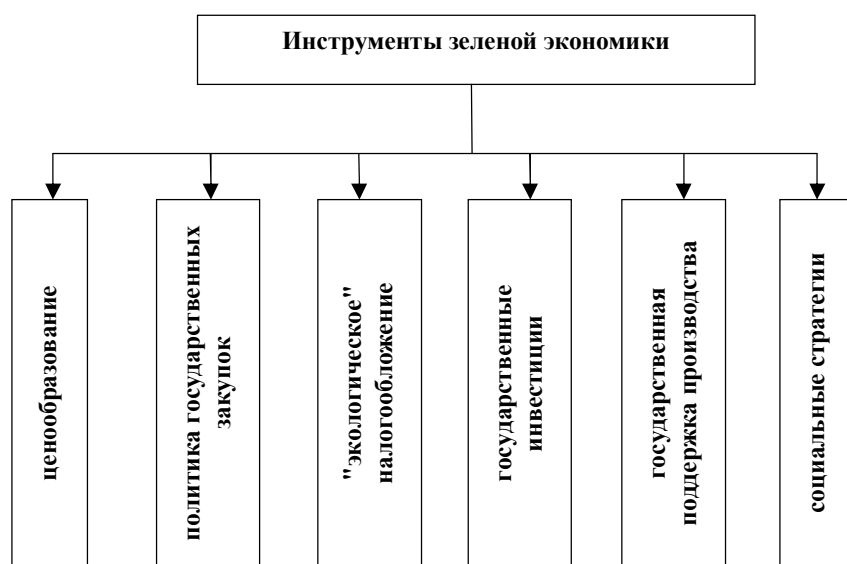 Инструменты зеленой экономики
ценообразование
политика государственных
закупок
"экологическое"
налогообложение
государственные
инвестиции
государственная
поддержка производства
социальные стратегии